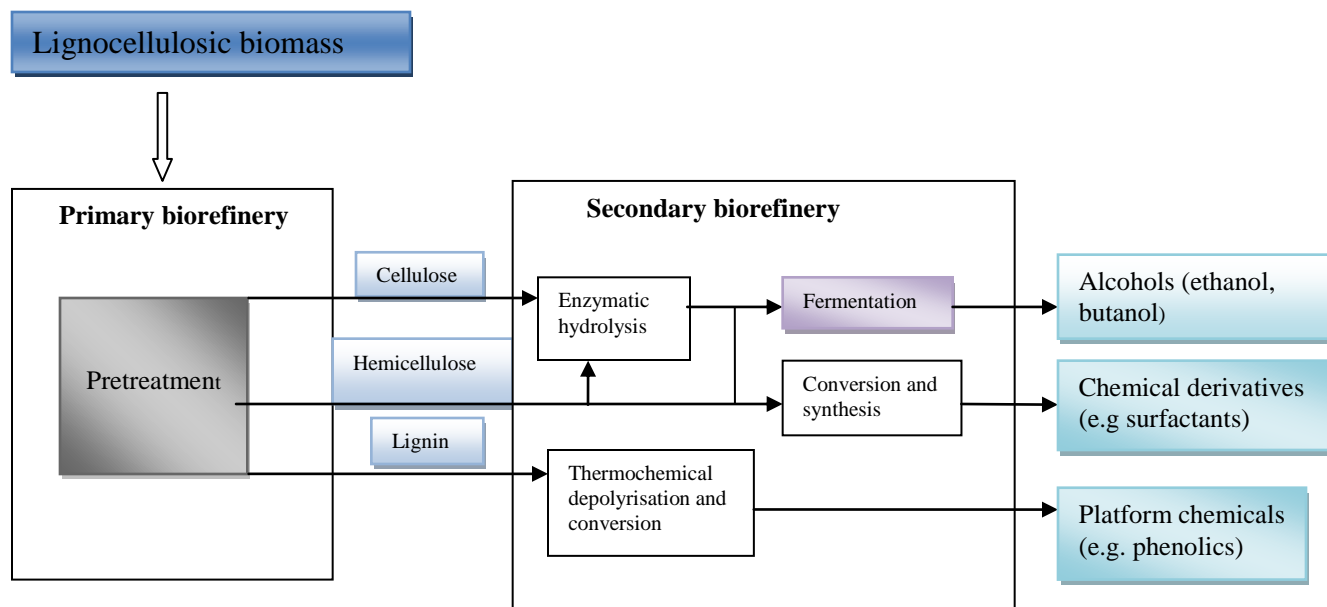 Lignocellulosic biomass
Primary biorefinery
Secondary biorefinery
Pretreatment
Cellulose
Hemicellulose
Lignin
Enzymatic
hydrolysis
Fermentation
Conversion and
synthesis
Thermochemical
depolyrisation and
conversion
Alcohols (ethanol,
butanol)
Chemical derivatives
(e.g surfactants)
Platform chemicals
(e.g. phenolics)